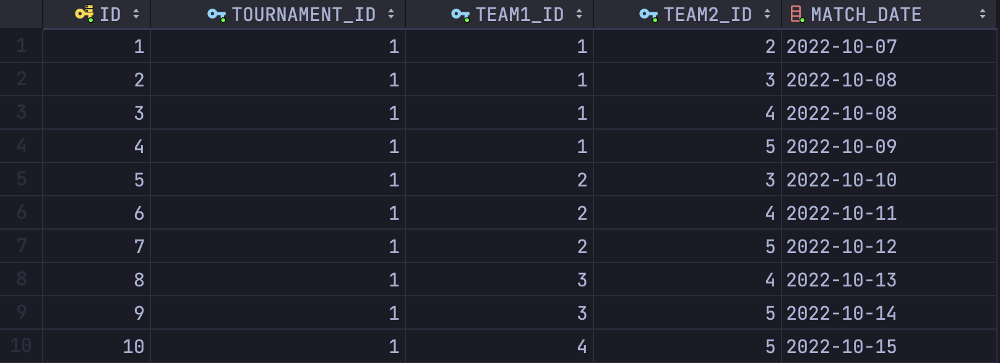 ID TOURNAMENT_ID TEAM1_ID TEAM2_ID MATCH_DATE
1 1 1 1 2 2022-10-07
2 2 1 1 3 2022-10-08
3 3 1 1 4 2022-10-08
4 4 1 1 5 2022-10-09
5 5 1 2 3 2022-10-10
6 6 1 2 4 2022-10-11
7 7 1 2 5 2022-10-12
8 8 1 3 4 2022-10-13
9 9 1 3 5 2022-10-14
10 10 1 4 5 2022-10-15